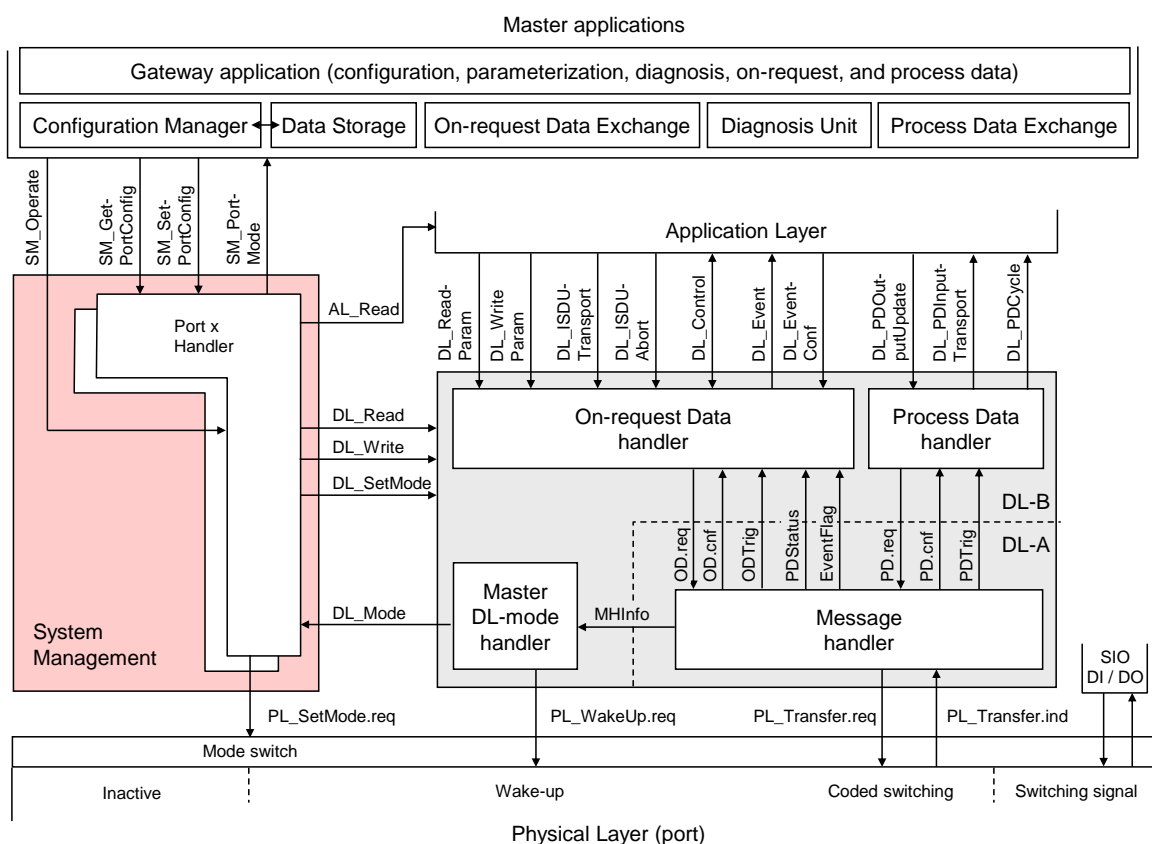 Master applications
Gateway application (configuration, parameterization, diagnosis, on-request, and process data)
Configuration Manager
Data Storage
On-request Data Exchange
Diagnosis Unit
Process Data Exchange
SM_Operate
SM_Get-
PortConfig
SM_Set-
PortConfig
SM_Port-
Mode
Application Layer
AL_Read
Port x
Handler
DL_Read-
Param
DL_Write
Param
DL_ISDU-
Transport
DL_ISDU-
Abort
DL_Control
DL_Event
DL_Event-
Conf
DL_PDOut-
putUpdate
DL_PDInput-
Transport
DL_PDCycle
On-request Data
handler
Process Data
handler
DL_Read
DL_Write
DL_SetMode
DL-B
DL-A
OD.req
OD.cnf
ODTrig
PDStatus
EventFlag
PD.req
PD.cnf
PDTrig
Master
DL-mode
handler
DL_Mode
MHInfo
Message
handler
System
Management
SIO
DI / DO
PL_SetMode.req
PL_WakeUp.req
PL_Transfer.req
PL_Transfer.ind
Mode switch
Inactive
Wake-up
Coded switching
Switching signal
Physical Layer (port)